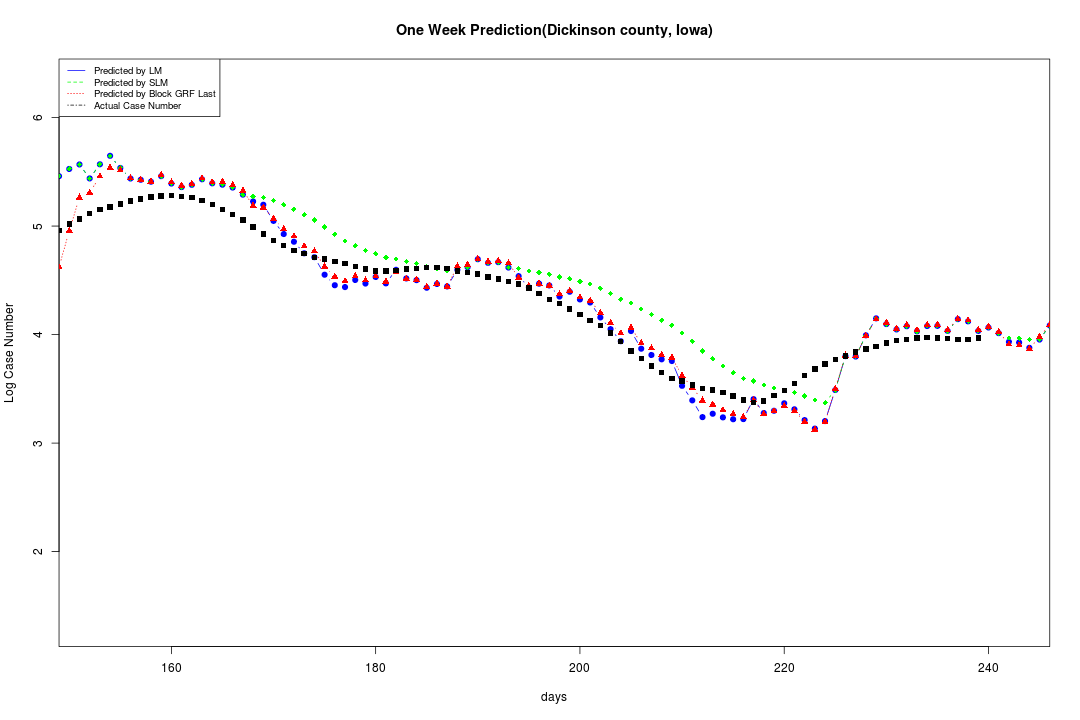 One Week Prediction(Dickinson county, Iowa)
Predicted by LM
Predicted by SLM
Predicted by Block GRF Last
Actual Case Number
6
5
4
3
2
Log Case Number
160 180 200 220 240
days